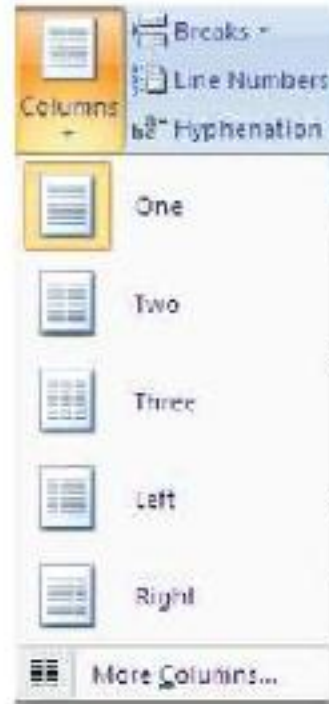 Columns
Breaks
Line Numbers
Hyphenation
One
Two
Three
Left
Right
More Columns...